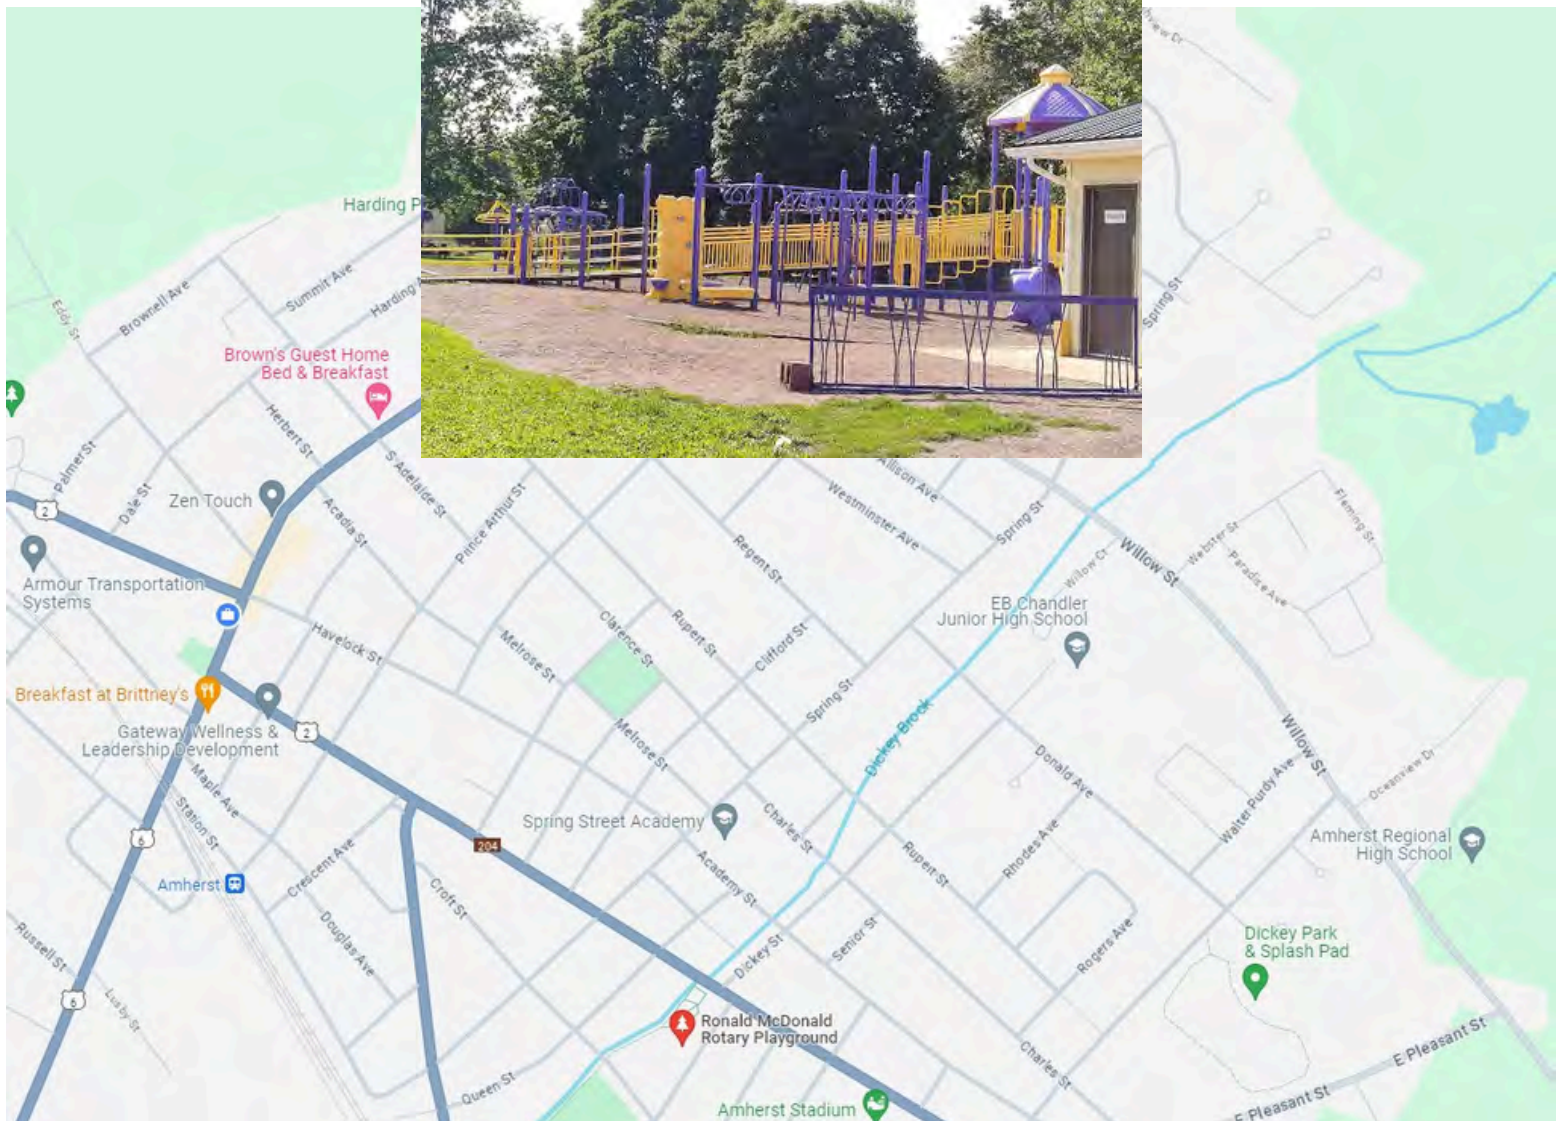 Harding P
Summit Ave
Harding
Brownell Ave
Eddy St
Brown's Guest Home
Bed & Breakfast
Spring St
Herbert St
S Adelaide St
Palmer St
Dale St
2
Zen Touch
Acadia St
Prince Arthur St
Allison Ave
Westminster Ave
Spring St
Fleming St
Willow St
Webster St
Paradise Ave
Willow Ct
Regent St
Armour Transportation
Systems
EB Chandler
Junior High School
Havelock St
Melrose St
Clarence St
Rupert St
Clifford St
Spring St
Breakfast at Brittney's
Gateway Wellness &
Leadership Development
2
Maple Ave
Station St
Melrose St
Dickey Brook
Donald Ave
Willow St
Oceanview Dr
Walter Purdy Ave
6
Spring Street Academy
Charles St
204
Academy St
Rupert St
Rhodes Ave
Amherst Regional
High School
Amherst
Crescent Ave
Croft St
Douglas Ave
Russell St
Lusby St
6
Dickey St
Senior St
Rogers Ave
Dickey Park
& Splash Pad
Ronald McDonald
Rotary Playground
Charles St
E Pleasant St
E Pleasant St
Queen St
Amherst Stadium